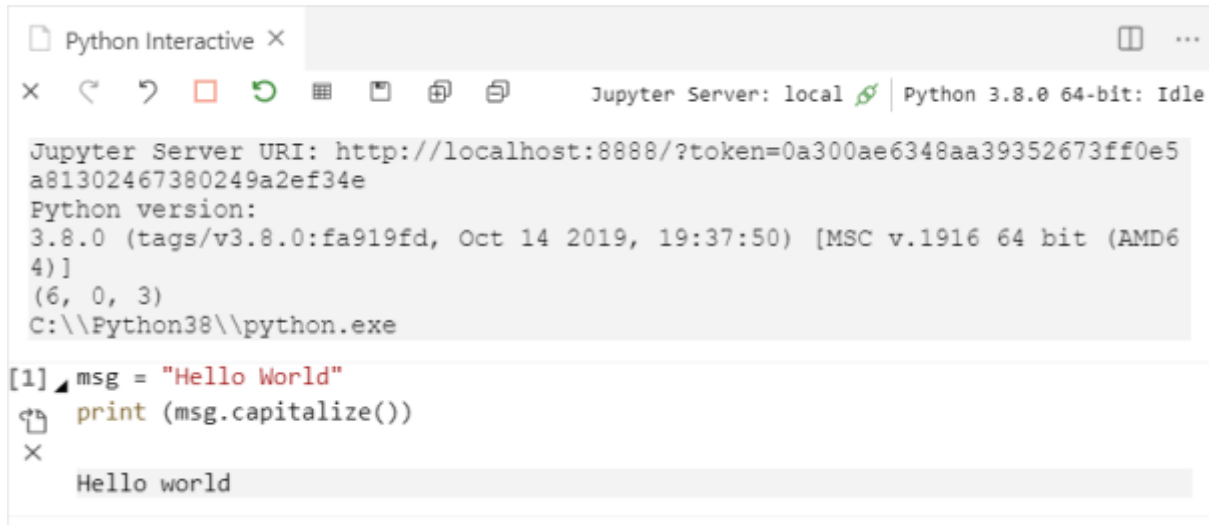 Python Interactive
Jupyter Server: local Python 3.8.0 64-bit: Idle
Jupyter Server URI: http://localhost:8888/?token=0a300ae6348aa39352673ff0e5
a81302467380249a2ef34e
Python version:
3.8.0 (tags/v3.8.0:fa919fd, Oct 14 2019, 19:37:50) [MSC v.1916 64 bit (AMD6
4)]
(6, 0, 3)
C:\\Python38\\python.exe
[1] msg = "Hello World"
print (msg.capitalize())
Hello world